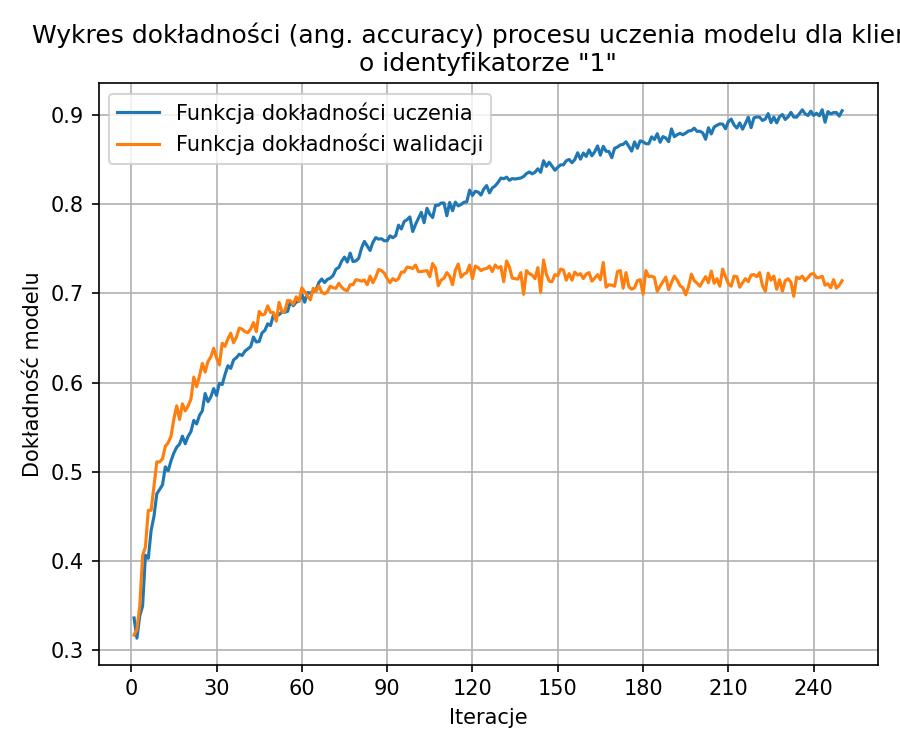 Wykres dokładności (ang. accuracy) procesu uczenia modelu dla
o identyfikatorze "1"
Funkcja dokładności uczenia
Funkcja dokładności walidacji
0.9
0.8
0.7
0.6
0.5
0.4
0.3
Dokładność modelu
0 30 60 90 120 150 180 210 240
Iteracje